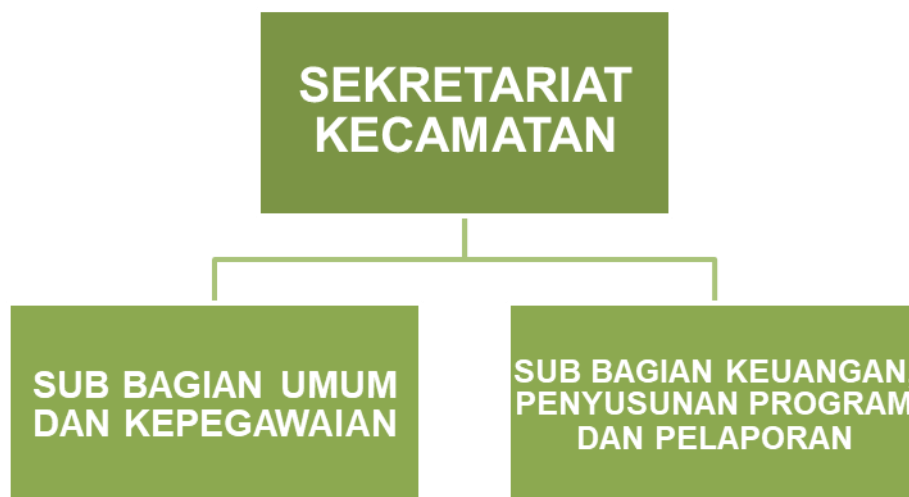 SEKRETARIAT
KECAMATAN
SUB BAGIAN UMUM
DAN KEPEGAWAIAN
SUB BAGIAN KEUANGAN,
PENYUSUNAN PROGRAM
DAN PELAPORAN